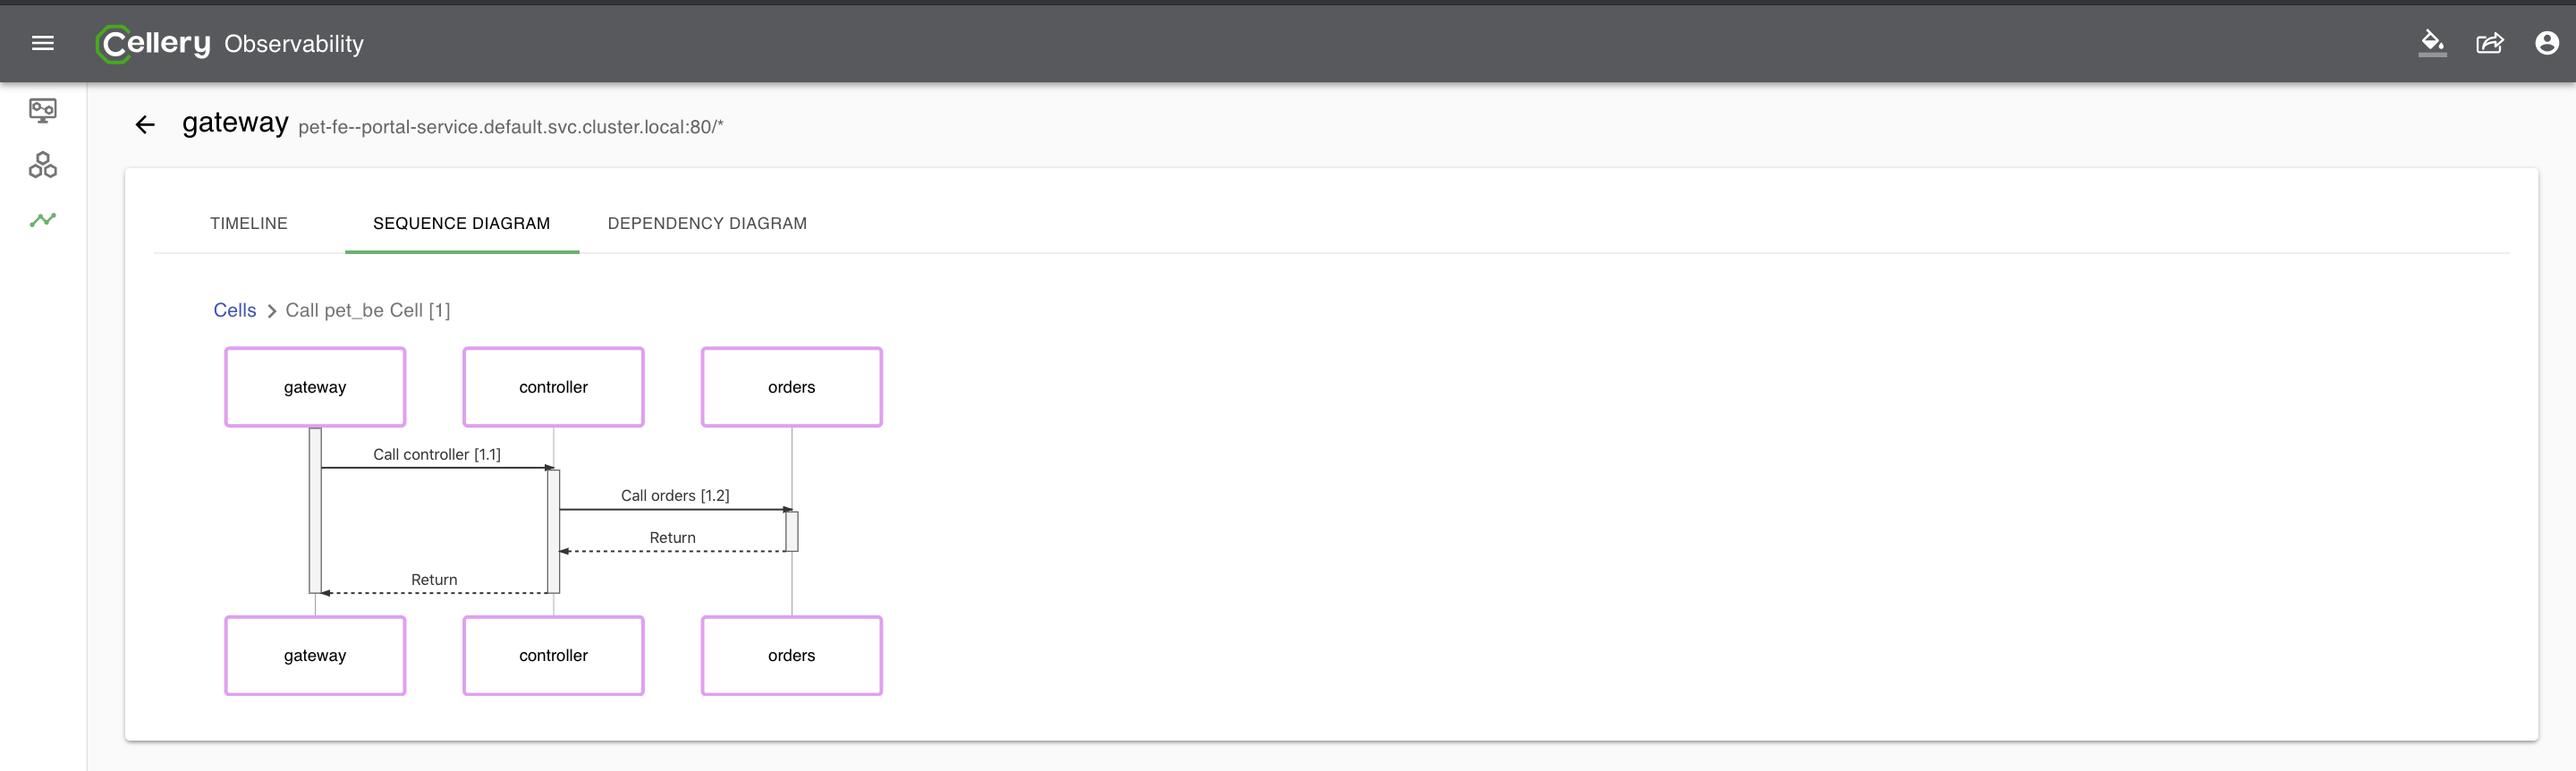 Cellery Observability
gateway pet-fe--portal-service.default.svc.cluster.local:80/*
TIMELINE SEQUENCE DIAGRAM DEPENDENCY DIAGRAM
Cells > Call pet_be Cell [1]
gateway controller orders
Call controller [1.1]
Call orders [1.2]
Return
Return
gateway controller orders